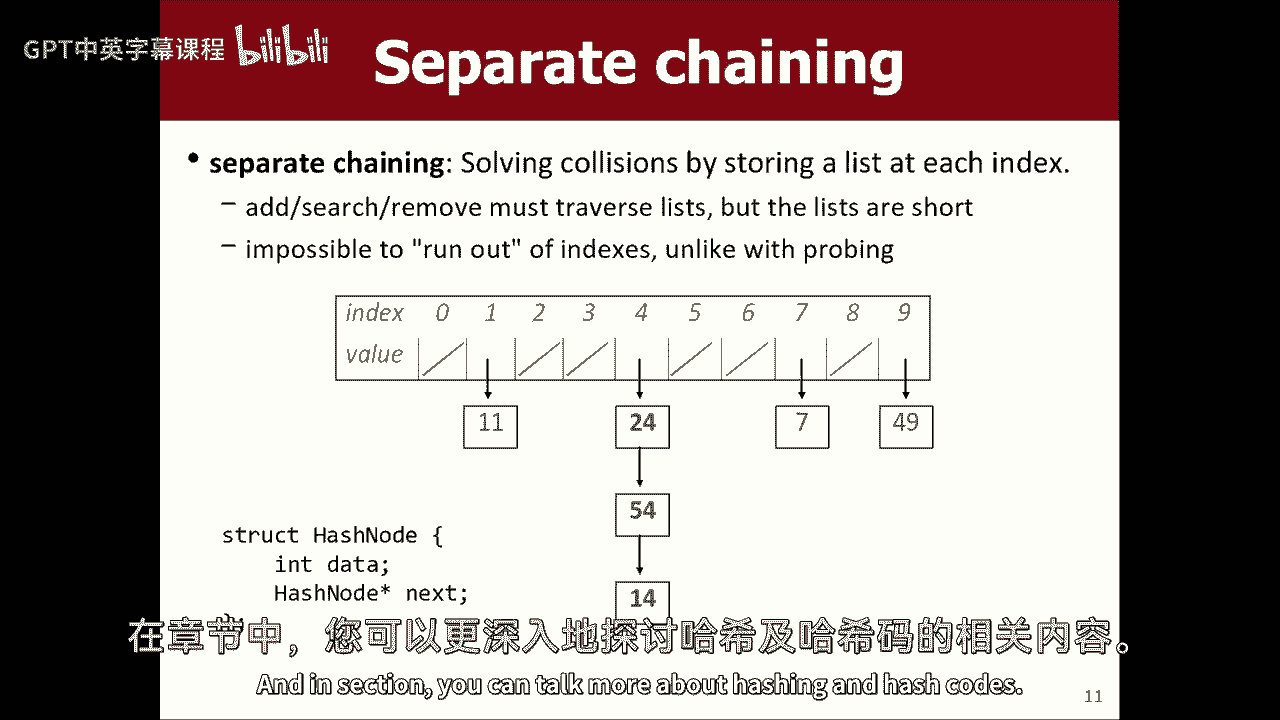 GPT中英字幕课程 bilibili
Separate chaining
• separate chaining: Solving collisions by storing a list at each index.
– add/search/remove must traverse lists, but the lists are short
– impossible to "run out" of indexes, unlike with probing
index 0 1 2 3 4 5 6 7 8 9
value
11 24 7 49
54
struct HashNode {
int data;
HashNode* next;
14
在章节中，您可以更深入地探讨哈希及哈希码的相关内容。
And in section, you can talk more about hashing and hash codes.
11